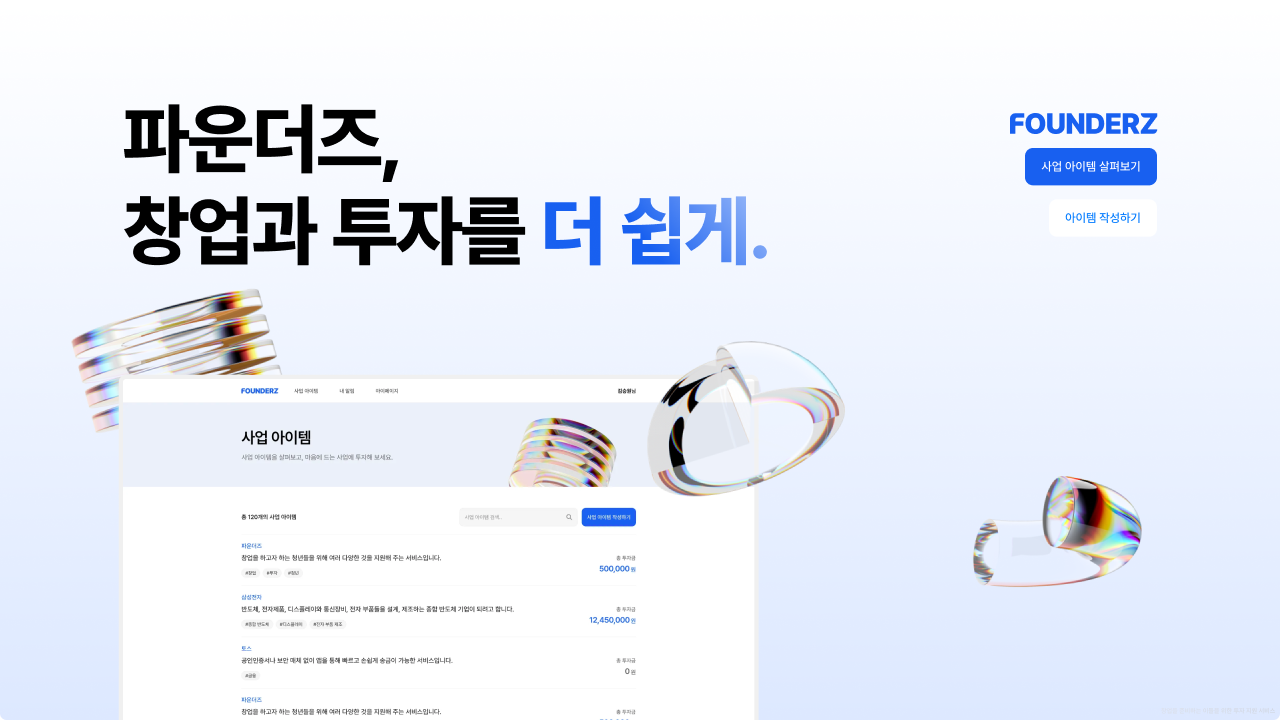 파운더즈,
창업과 투자를 더 쉽게.
FOUNDERZ
사업 아이템 살펴보기
아이템 작성하기
FOUNDERZ 사업 아이템 내 알림 마이페이지 김승원님
사업 아이템
사업 아이템을 살펴보고, 마음에 드는 사업에 투자해 보세요.
총 120개의 사업 아이템 사업 아이템 검색.. 사업 아이템 작성하기
파운더즈
창업을 하고자 하는 청년들을 위해 여러 다양한 것을 지원해 주는 서비스입니다.
#창업 #투자 #청년
총 투자금
500,000 원
삼성전자
반도체, 전자제품, 디스플레이와 통신장비, 전자 부품들을 설계, 제조하는 종합 반도체 기업이 되려고 합니다.
#종합 반도체 #디스플레이 #전자 부품 제조
총 투자금
12,450,000 원
토스
공인인증서나 보안 매체 없이 앱을 통해 빠르고 손쉽게 송금이 가능한 서비스입니다.
#금융
총 투자금
0 원
파운더즈
창업을 하고자 하는 청년들을 위해 여러 다양한 것을 지원해 주는 서비스입니다.
총 투자금